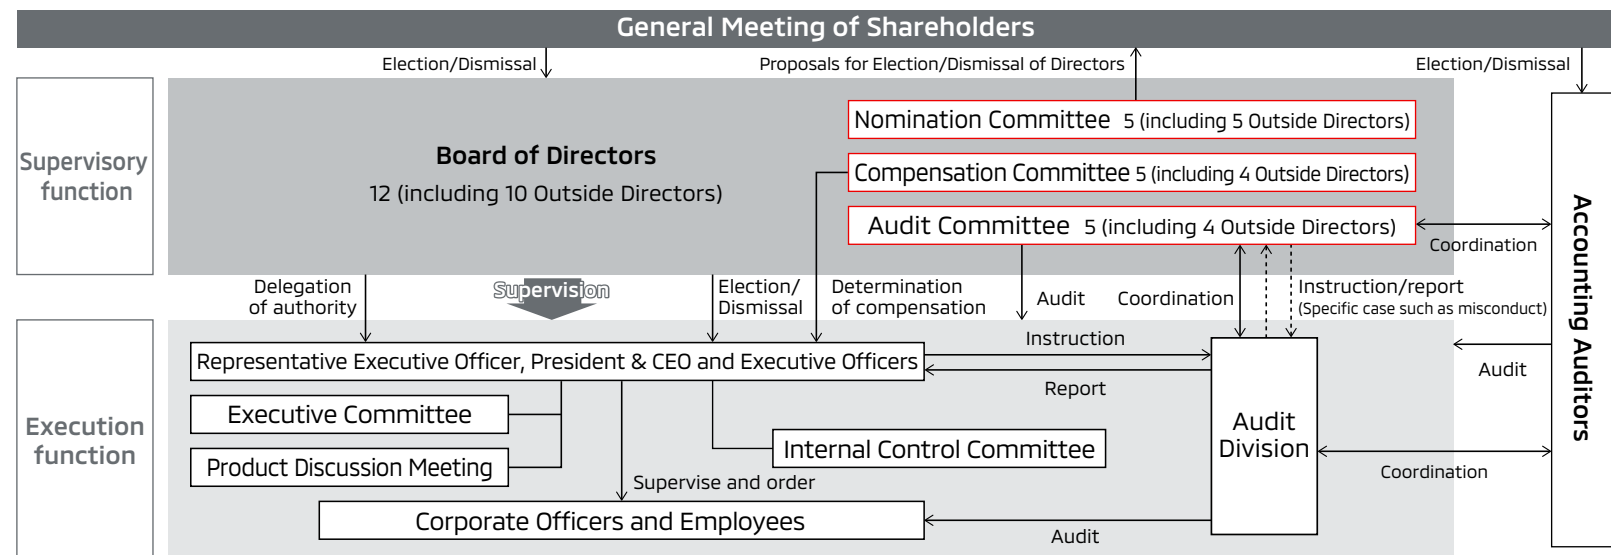 General Meeting of Shareholders
Election/Dismissal
Proposals for Election/Dismissal of Directors
Election/Dismissal
Supervisory
function
Board of Directors
12 (including 10 Outside Directors)
Nomination Committee 5 (including 5 Outside Directors)
Compensation Committee 5 (including 4 Outside Directors)
Audit Committee 5 (including 4 Outside Directors)
Coordination
Accounting Auditors
Delegation
of authority
Supervision
Election/
Dismissal
Determination
of compensation
Audit
Coordination
Instruction/report
(Specific case such as misconduct)
Execution
function
Representative Executive Officer, President & CEO and Executive Officers
Instruction
Report
Audit
Executive Committee
Product Discussion Meeting
Internal Control Committee
Audit
Division
Coordination
Supervise and order
Corporate Officers and Employees
Audit